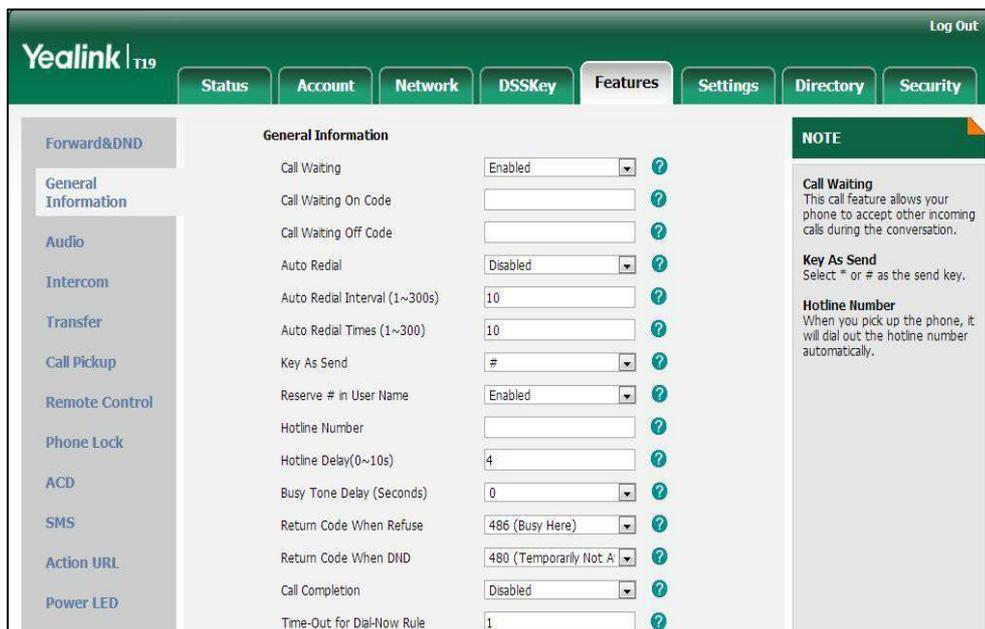 Log Out
Yealink | T19
Status Account Network DSSKey Features Settings Directory Security
Forward&DND
General
Information
Audio
Intercom
Transfer
Call Pickup
Remote Control
Phone Lock
ACD
SMS
Action URL
Power LED
General Information
Call Waiting Enabled ?
Call Waiting On Code ?
Call Waiting Off Code ?
Auto Redial Disabled ?
Auto Redial Interval (1~300s) 10 ?
Auto Redial Times (1~300) 10 ?
Key As Send # ?
Reserve # in User Name Enabled ?
Hotline Number ?
Hotline Delay(0~10s) 4 ?
Busy Tone Delay (Seconds) 0 ?
Return Code When Refuse 486 (Busy Here) ?
Return Code When DND 480 (Temporarily Not A ?
Call Completion Disabled ?
Time-Out for Dial-Now Rule 1 ?
NOTE
Call Waiting
This call feature allows your
phone to accept other incoming
calls during the conversation.
Key As Send
Select * or # as the send key.
Hotline Number
When you pick up the phone, it
will dial out the hotline number
automatically.